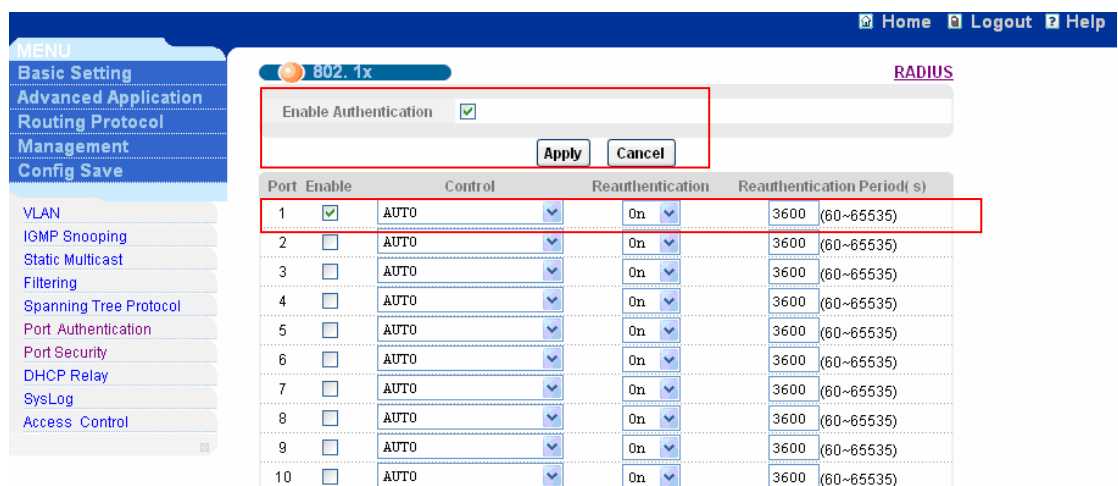 Home Logout Help
MENU
Basic Setting
Advanced Application
Routing Protocol
Management
Config Save
VLAN
IGMP Snooping
Static Multicast
Filtering
Spanning Tree Protocol
Port Authentication
Port Security
DHCP Relay
SysLog
Access Control
802. 1x RADIUS
Enable Authentication
Apply Cancel
Port Enable Control Reauthentication Reauthentication Period( s)
1 AUTO On 3600 (60~65535)
2 AUTO On 3600 (60~65535)
3 AUTO On 3600 (60~65535)
4 AUTO On 3600 (60~65535)
5 AUTO On 3600 (60~65535)
6 AUTO On 3600 (60~65535)
7 AUTO On 3600 (60~65535)
8 AUTO On 3600 (60~65535)
9 AUTO On 3600 (60~65535)
10 AUTO On 3600 (60~65535)